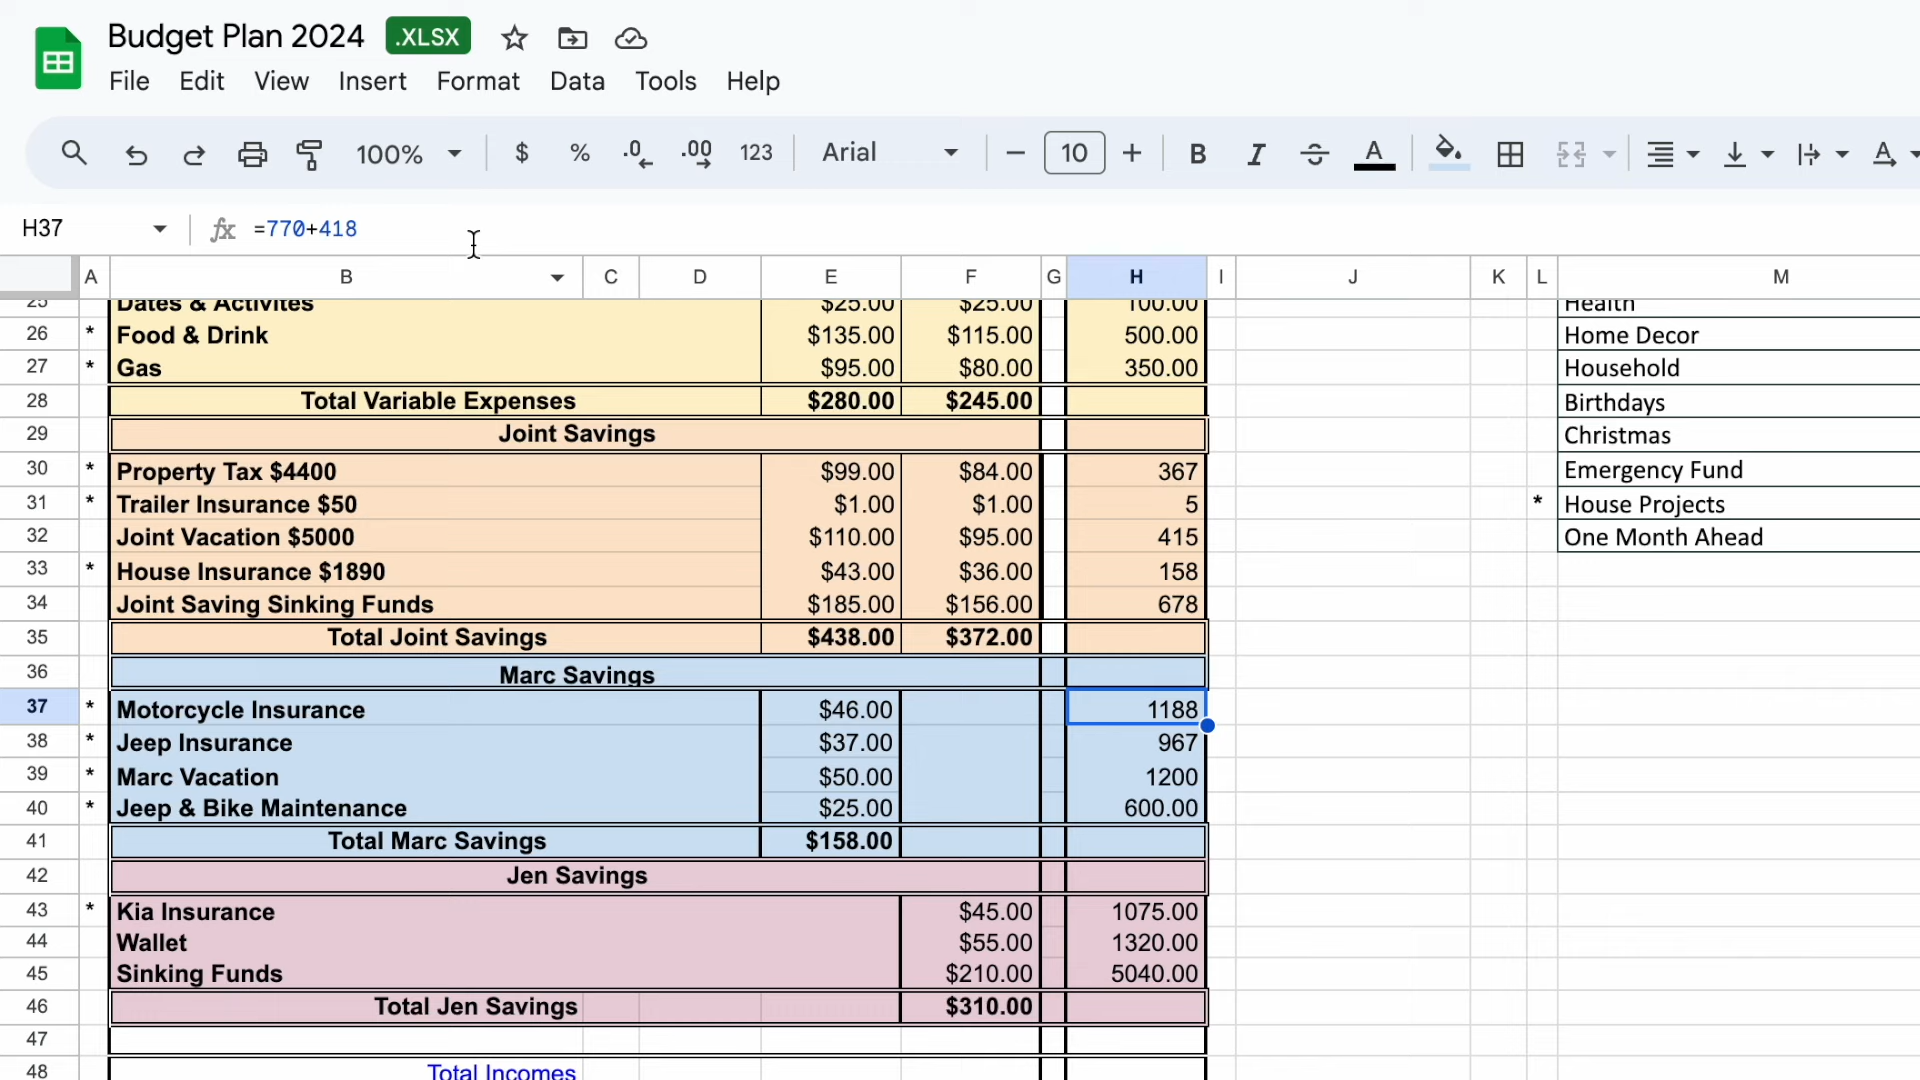 Budget Plan 2024 .XLSX
File Edit View Insert Format Data Tools Help
100% $ % .0 .00 123 Arial 10 B I A
H37 fx =770+418
A B C D E F G H I J K L M
25 Dates & Activites $25.00 $25.00 100.00 Health
26 * Food & Drink $135.00 $115.00 500.00 Home Decor
27 * Gas $95.00 $80.00 350.00 Household
28 Total Variable Expenses $280.00 $245.00 Birthdays
29 Joint Savings Christmas
30 * Property Tax $4400 $99.00 $84.00 367 Emergency Fund
31 * Trailer Insurance $50 $1.00 $1.00 5 * House Projects
32 Joint Vacation $5000 $110.00 $95.00 415 One Month Ahead
33 * House Insurance $1890 $43.00 $36.00 158
34 Joint Saving Sinking Funds $185.00 $156.00 678
35 Total Joint Savings $438.00 $372.00
36 Marc Savings
37 * Motorcycle Insurance $46.00 1188
38 * Jeep Insurance $37.00 967
39 * Marc Vacation $50.00 1200
40 * Jeep & Bike Maintenance $25.00 600.00
41 Total Marc Savings $158.00
42 Jen Savings
43 * Kia Insurance $45.00 1075.00
44 Wallet $55.00 1320.00
45 Sinking Funds $210.00 5040.00
46 Total Jen Savings $310.00
47
48 Total Incomes